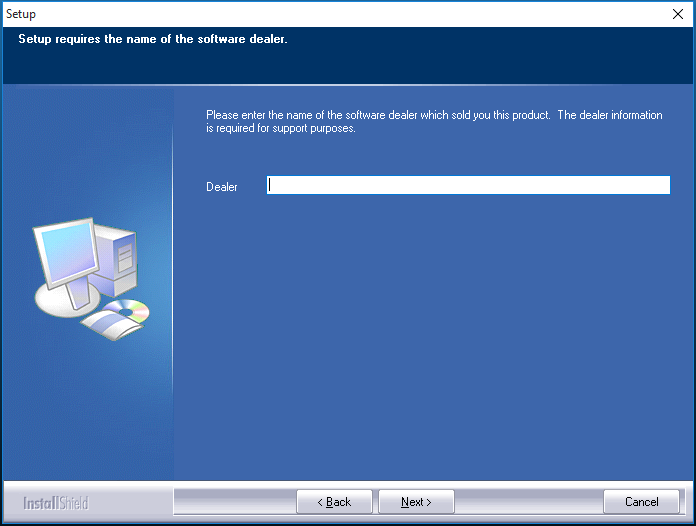 Setup
Setup requires the name of the software dealer.
Please enter the name of the software dealer which sold you this product.  The dealer information
is required for support purposes.
Dealer
InstallShield
< Back
Next >
Cancel